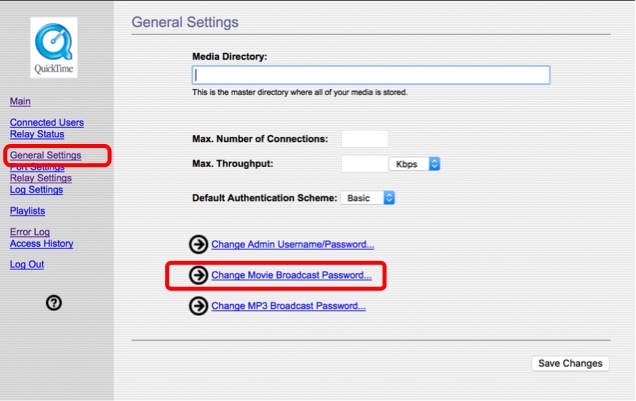 General Settings
QuickTime
Main
Connected Users
Relay Status
General Settings
Port Settings
Relay Settings
Log Settings
Playlists
Error Log
Access History
Log Out
?
Media Directory:
This is the master directory where all of your media is stored.
Max. Number of Connections:
Max. Throughput: Kbps
Default Authentication Scheme: Basic
Change Admin Username/Password...
Change Movie Broadcast Password...
Change MP3 Broadcast Password...
Save Changes